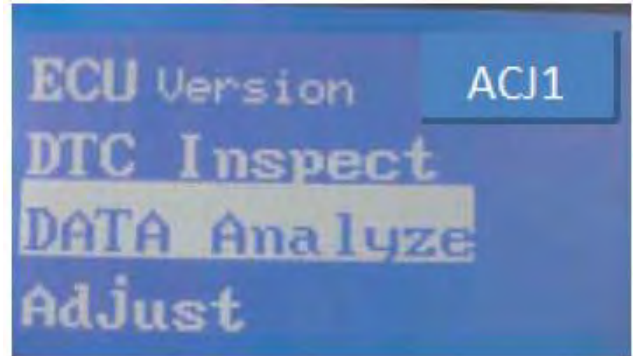 ECU Version
ACJ1
DTC Inspect
DATA Analyze
Adjust